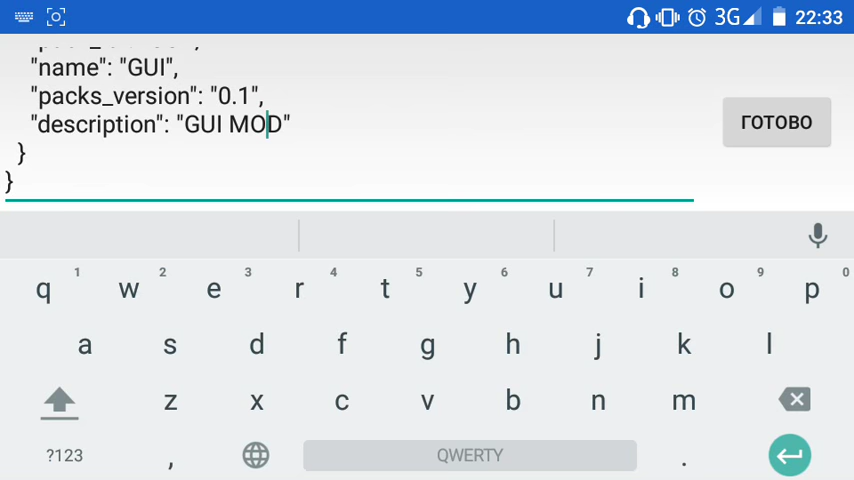 3G 22:33
"name": "GUI",
"packs_version": "0.1",
"description": "GUI MOD"
}
}
ГОТОВО
q 1 w 2 e 3 r 4 t 5 y 6 u 7 i 8 o 9 p 0
a s d f g h j k l
z x c v b n m
?123 , QWERTY .